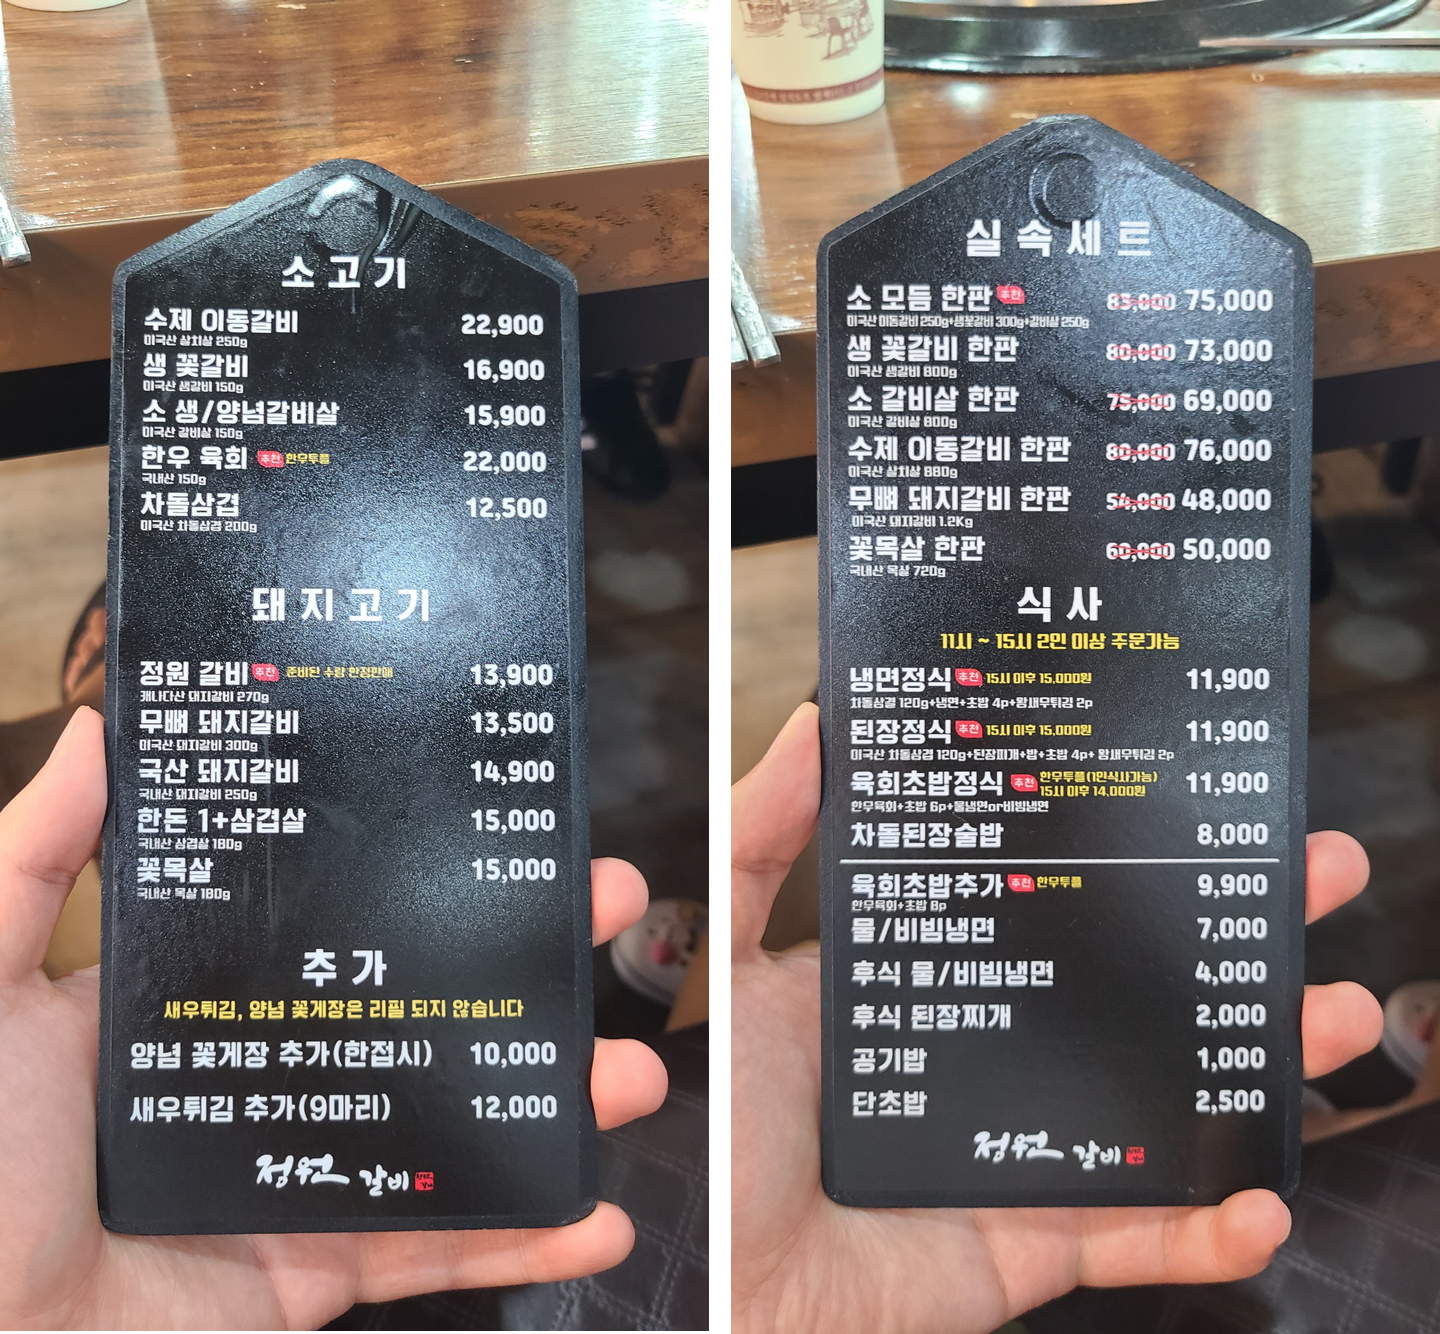 소고기
수제 이동갈비 22,900
미국산 살치살 250g
생 꽃갈비 16,900
미국산 생갈비 150g
소 생/양념갈비살 15,900
미국산 갈비살 150g
한우 육회 추천 한우투플 22,000
국내산 150g
차돌삼겹 12,500
미국산 차돌삼겹 200g
돼지고기
정원 갈비 추천 준비된 수량 한정판매 13,900
캐나다산 돼지갈비 270g
무뼈 돼지갈비 13,500
미국산 돼지갈비 300g
국산 돼지갈비 14,900
국내산 돼지갈비 250g
한돈 1+삼겹살 15,000
국내산 삼겹살 180g
꽃목살 15,000
국내산 목살 180g
추가
새우튀김, 양념 꽃게장은 리필 되지 않습니다
양념 꽃게장 추가(한접시) 10,000
새우튀김 추가(9마리) 12,000
정원 갈비
실속세트
소 모듬 한판 추천 83,000 75,000
미국산 이동갈비 250g+생꽃갈비 300g+갈비살 250g
생 꽃갈비 한판 80,000 73,000
미국산 생갈비 800g
소 갈비살 한판 75,000 69,000
미국산 갈비살 800g
수제 이동갈비 한판 80,000 76,000
미국산 살치살 880g
무뼈 돼지갈비 한판 54,000 48,000
미국산 돼지갈비 1.2Kg
꽃목살 한판 60,000 50,000
국내산 목살 720g
식사
11시 ~ 15시 2인 이상 주문가능
냉면정식 추천 15시 이후 15,000원 11,900
차돌삼결 120g+냉면+초밥 4p+왕새우튀김 2p
된장정식 추천 15시 이후 15,000원 11,900
미국산 차돌삼겹 120g+된장찌개+밥+초밥 4p+ 왕새우튀김 2p
육회초밥정식 추천 한우투플(1인식사가능) 11,900
15시 이후 14,000원
한우육회+초밥 6p+물냉면or비빔냉면
차돌된장술밥 8,000
육회초밥추가 추천 한우투플 9,900
한우육회+초밥 8p
물/비빔냉면 7,000
후식 물/비빔냉면 4,000
후식 된장찌개 2,000
공기밥 1,000
단초밥 2,500
정원 갈비